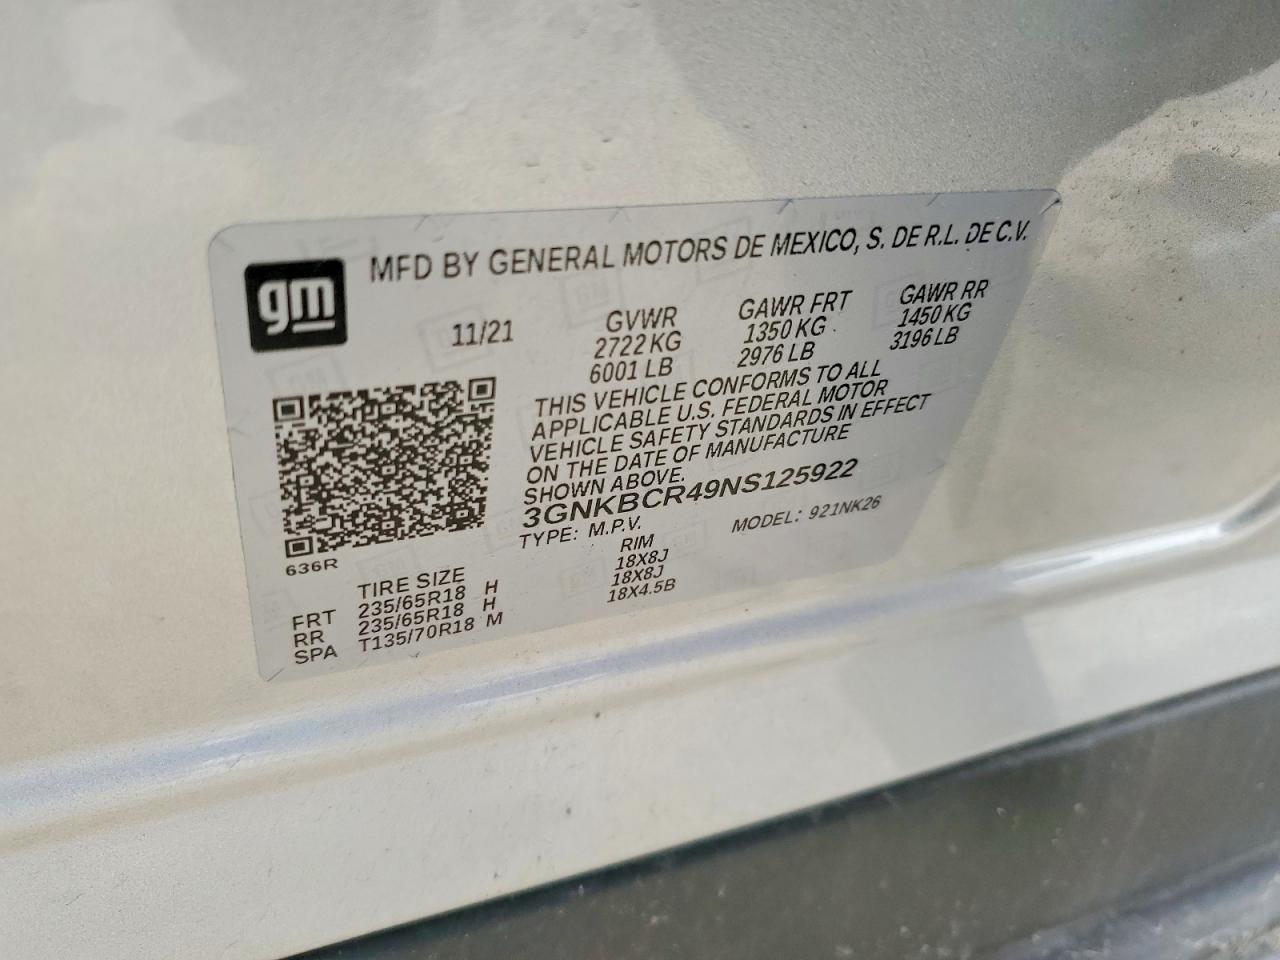 gm
MFD BY GENERAL MOTORS DE MEXICO, S. DE R.L. DE C.V.
11/21
GVWR GAWR FRT GAWR RR
2722 KG 1350 KG 1450 KG
6001 LB 2976 LB 3196 LB
THIS VEHICLE CONFORMS TO ALL
APPLICABLE U.S. FEDERAL MOTOR
VEHICLE SAFETY STANDARDS IN EFFECT
ON THE DATE OF MANUFACTURE
SHOWN ABOVE.
3GNKBCR49NS125922
TYPE: M.P.V. MODEL: 921NK26
636R
TIRE SIZE RIM
FRT 235/65R18 H 18X8J
RR 235/65R18 H 18X8J
SPA T135/70R18 M 18X4.5B